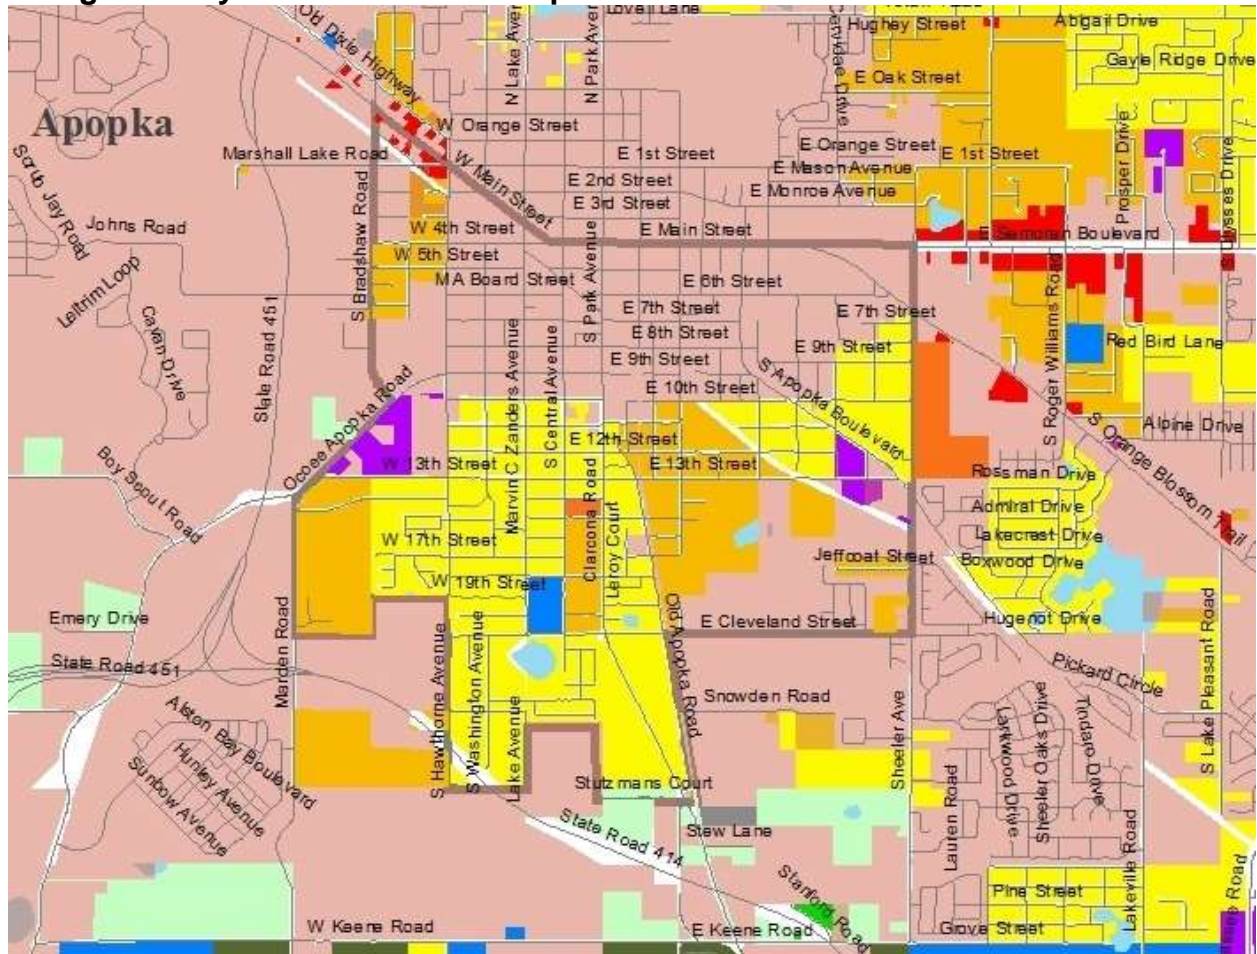 Lovell Lane
Old Dixie Highway
N Lake Avenue
N Park Avenue
Hughey Street
Abigail Drive
Gayle Ridge Drive
E Oak Street
Apopka
W Orange Street
Marshall Lake Road
W Main Street
E 1st Street
E Orange Street
E 1st Street
E Mason Avenue
E 2nd Street
E Monroe Avenue
E 3rd Street
Prosper Drive
Ulysses Drive
Scrub Jay Road
Johns Road
S Bradshaw Road
W 4th Street
E Main Street
E Semoran Boulevard
W 5th Street
MA Board Street
S Park Avenue
E 6th Street
Leitrim Loop
Cavan Drive
State Road 451
E 7th Street
E 7th Street
E 8th Street
E 9th Street
E 9th Street
S Roger Williams Road
Red Bird Lane
E 10th Street
S Apopka Boulevard
Ocoee Apopka Road
Marvin C Zanders Avenue
S Central Avenue
E 12th Street
Alpine Drive
S Orange Blossom Trail
Boy Scout Road
W 13th Street
E 13th Street
Rossman Drive
Clarcona Road
Leroy Court
Admiral Drive
W 17th Street
Lakecrest Drive
Jeffcoat Street
Boxwood Drive
W 19th Street
Emery Drive
Old Apopka Road
E Cleveland Street
Hugenot Drive
State Road 451
Marden Road
S Hawthorne Avenue
S Washington Avenue
Lake Avenue
Snowden Road
Sheeler Ave
Pickard Circle
S Lake Pleasant Road
Alston Bay Boulevard
Hunley Avenue
Sunbow Avenue
Stutzmans Court
Larkwood Drive
Sheeler Oaks Drive
Tindaro Drive
State Road 414
Stew Lane
Lauren Road
Lakeville Road
Stanford Road
Pine Street
W Keene Road
E Keene Road
Grove Street